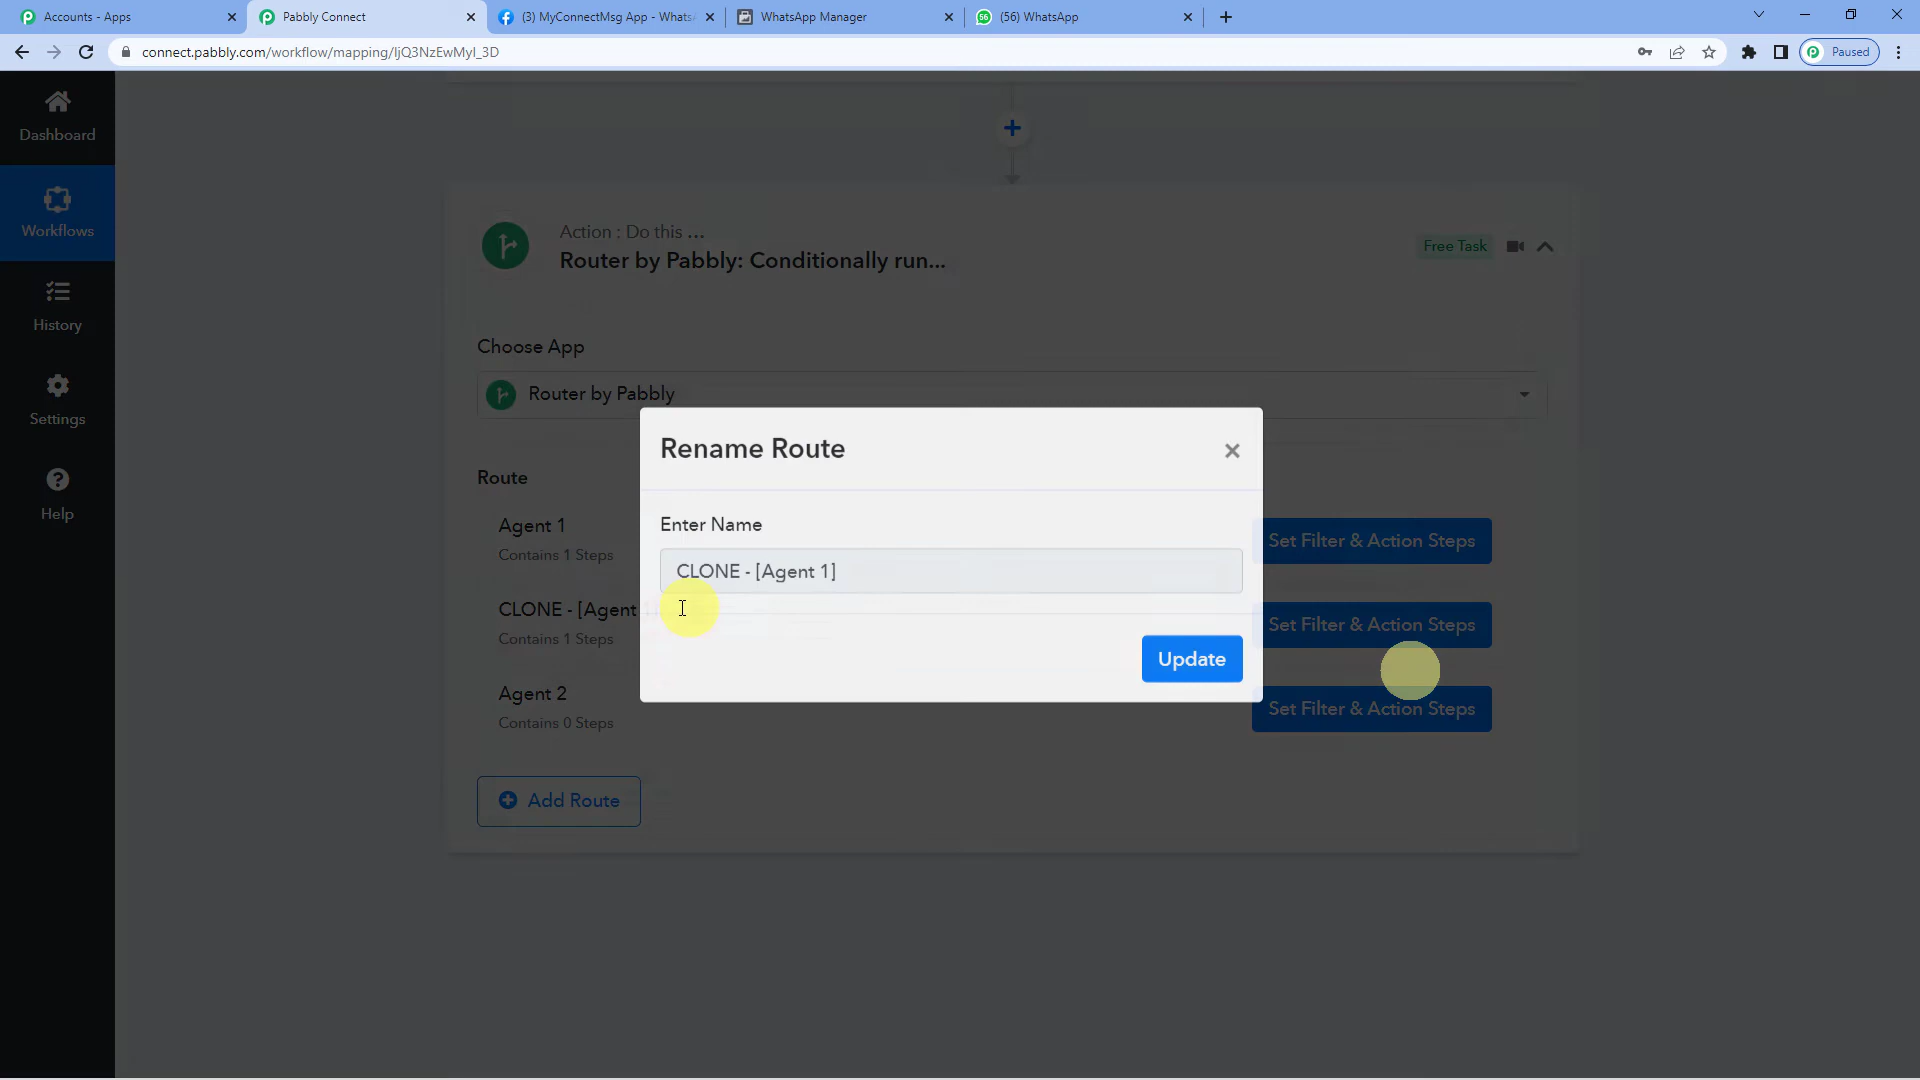 Accounts - Apps
Pabbly Connect
(3) MyConnectMsg App - Whats
WhatsApp Manager
56
(56) WhatsApp
connect.pabbly.com/workflow/mapping/IjQ3NzEwMyI_3D
Paused
Dashboard
Workflows
History
Settings
Help
Action : Do this ...
Router by Pabbly: Conditionally run...
Free Task
Choose App
Router by Pabbly
Rename Route
Enter Name
CLONE - [Agent 1]
Update
Route
Agent 1
Contains 1 Steps
Set Filter & Action Steps
CLONE - [Agent
Contains 1 Steps
Set Filter & Action Steps
Agent 2
Contains 0 Steps
Set Filter & Action Steps
Add Route